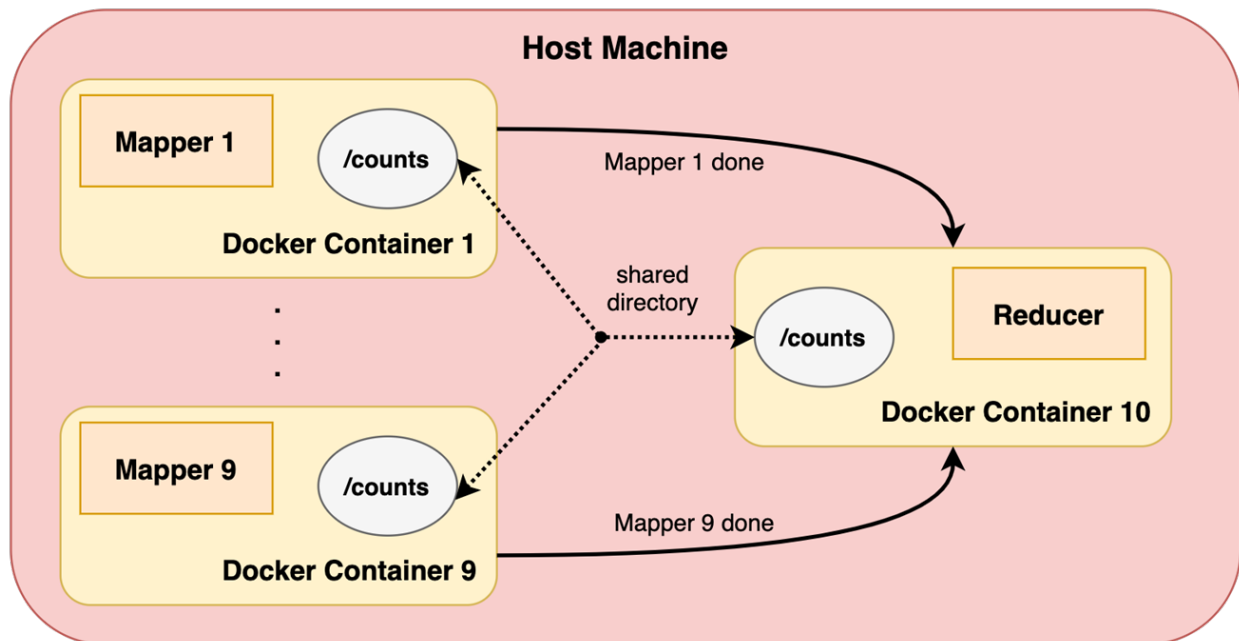 Host Machine
Mapper 1
/counts
Docker Container 1
Mapper 1 done
shared
directory
/counts
Reducer
Docker Container 10
.
.
.
Mapper 9
/counts
Docker Container 9
Mapper 9 done